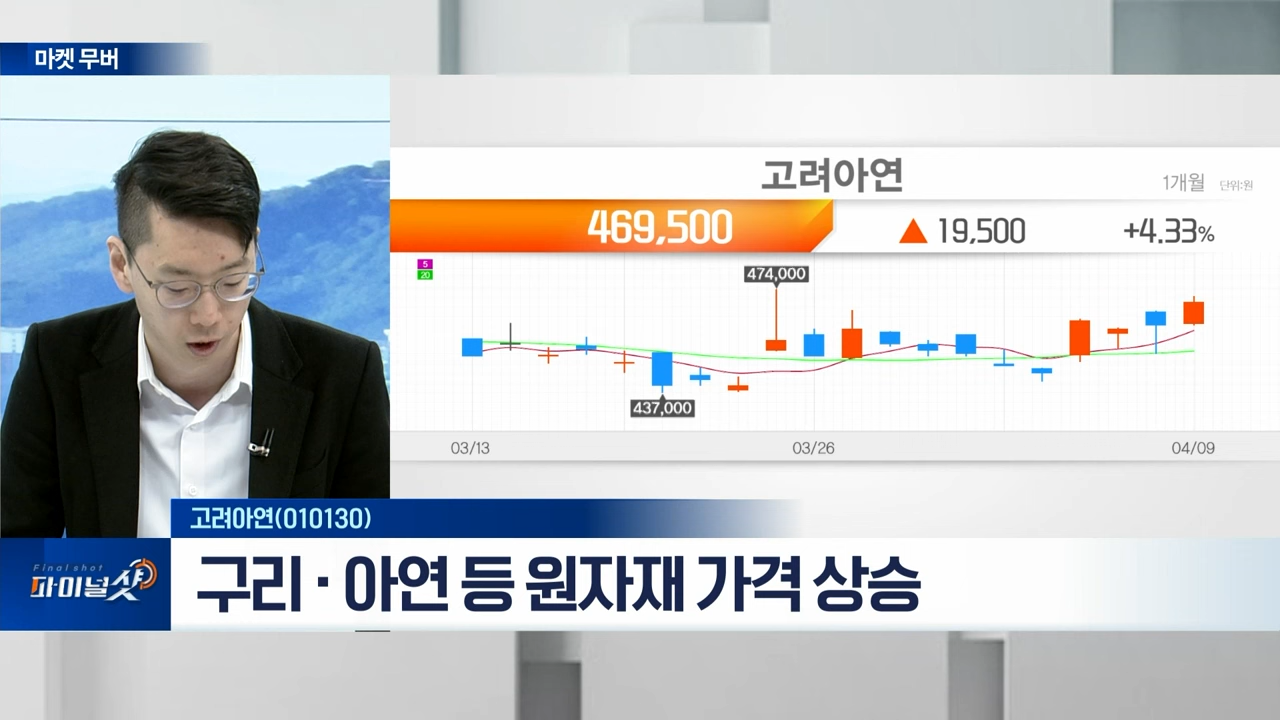 마켓 무버
고려아연
1개월 단위:원
469,500 ▲ 19,500 +4.33%
5
20
474,000
437,000
03/13 03/26 04/09
고려아연(010130)
Final shot
파이널샷
구리·아연 등 원자재 가격 상승